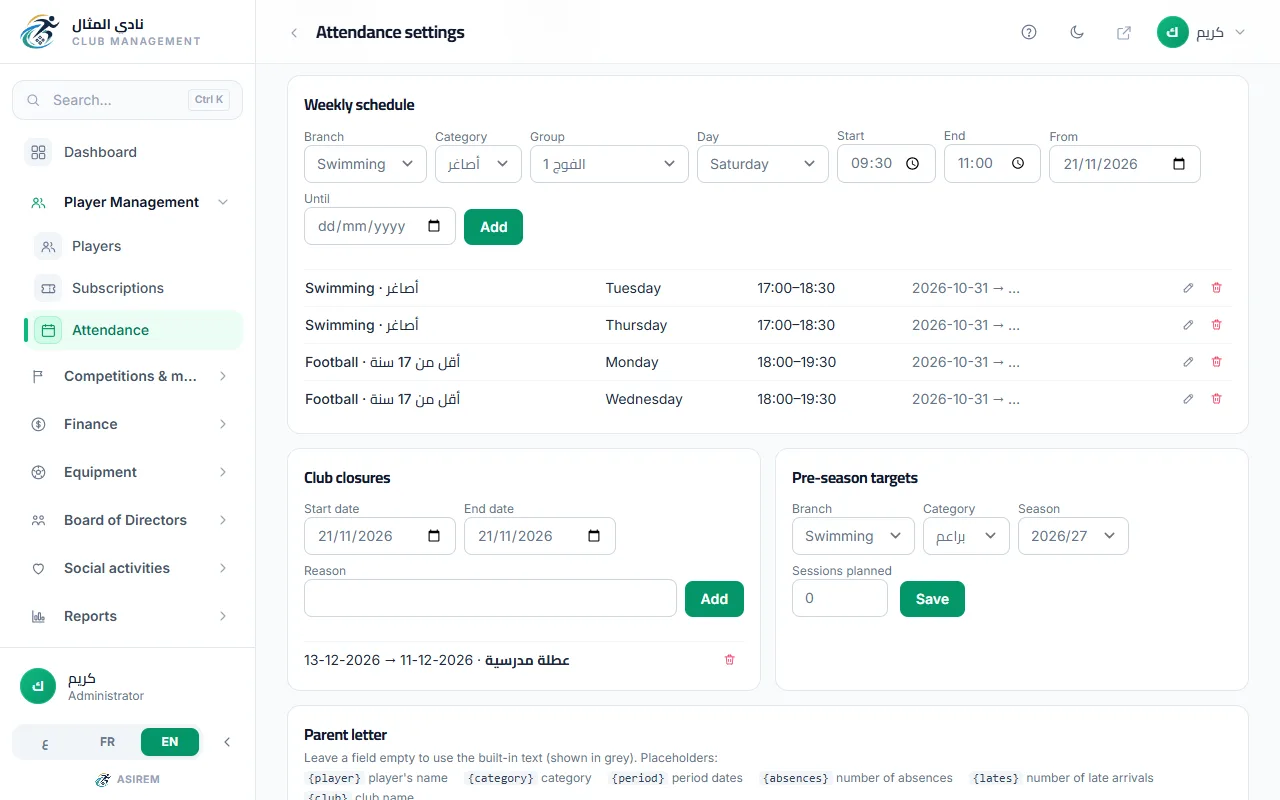 نادي المثال
CLUB MANAGEMENT
Attendance settings
ك
كريم
Search...
Ctrl K
Dashboard
Player Management
Players
Subscriptions
Attendance
Competitions & m...
Finance
Equipment
Board of Directors
Social activities
Reports
ك
كريم
Administrator
ع
FR
EN
ASIREM
Weekly schedule
Branch Category Group Day Start End From
Swimming أصاغر الفوج 1 Saturday 09:30 11:00 21/11/2026
Until
dd/mm/yyyy Add
Swimming · أصاغر Tuesday 17:00–18:30 2026-10-31 → ...
Swimming · أصاغر Thursday 17:00–18:30 2026-10-31 → ...
Football · أقل من 17 سنة Monday 18:00–19:30 2026-10-31 → ...
Football · أقل من 17 سنة Wednesday 18:00–19:30 2026-10-31 → ...
Club closures
Start date End date
21/11/2026 21/11/2026
Reason
Add
13-12-2026 → 11-12-2026 · عطلة مدرسية
Pre-season targets
Branch Category Season
Swimming براعم 2026/27
Sessions planned
0 Save
Parent letter
Leave a field empty to use the built-in text (shown in grey). Placeholders:
{player} player's name {category} category {period} period dates {absences} number of absences {lates} number of late arrivals
{club} club name